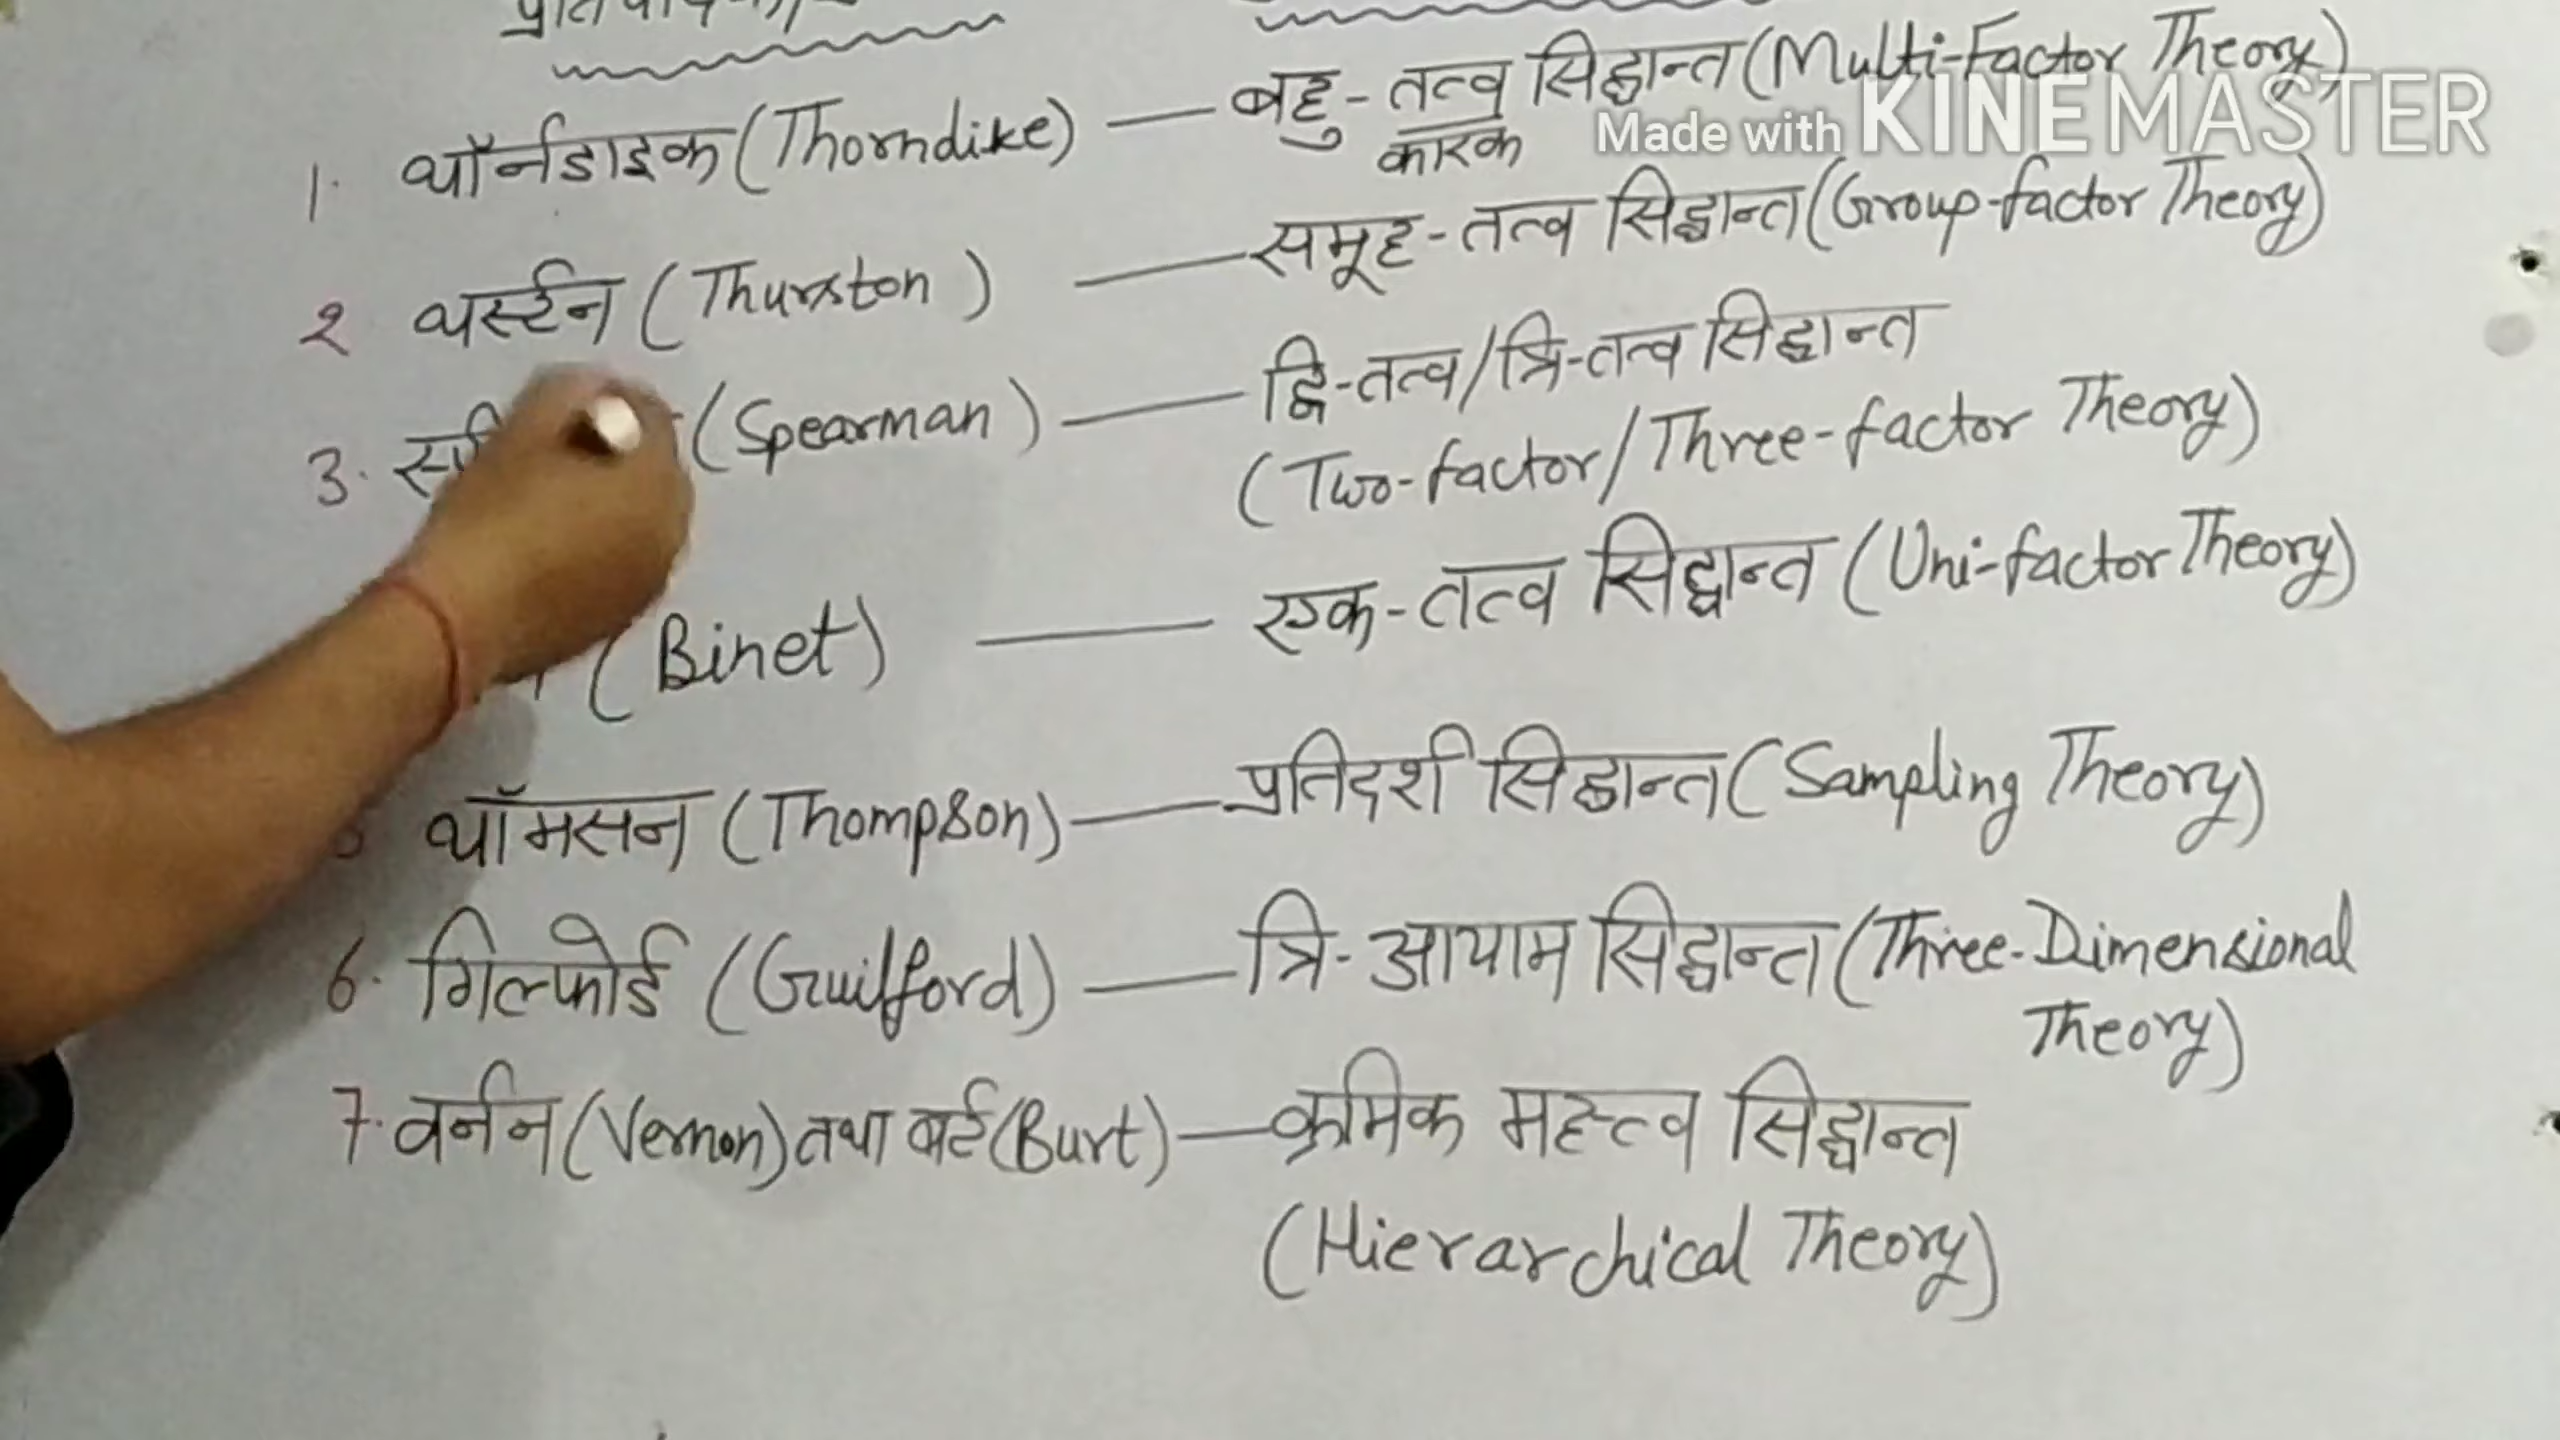 1. थॉर्नडाइक (Thorndike) — बहु-तत्व सिद्धान्त (Multi-Factor Theory)
कारक
Made with KINEMASTER
2 थर्स्टन (Thurston) — समूह-तत्व सिद्धान्त (Group-factor Theory)
3. (Spearman) — द्वि-तत्व/त्रि-तत्व सिद्धान्त
(Two-factor/Three-factor Theory)
(Binet) — एक-तत्व सिद्धान्त (Uni-factor Theory)
थॉमसन (Thompson) — प्रतिदर्श सिद्धान्त (Sampling Theory)
6. गिल्फोर्ड (Guilford) — त्रि-आयाम सिद्धान्त (Three-Dimensional
Theory)
7. वर्नन (Vernon) तथा बर्ट (Burt) — क्रमिक महत्त्व सिद्धान्त
(Hierarchical Theory)